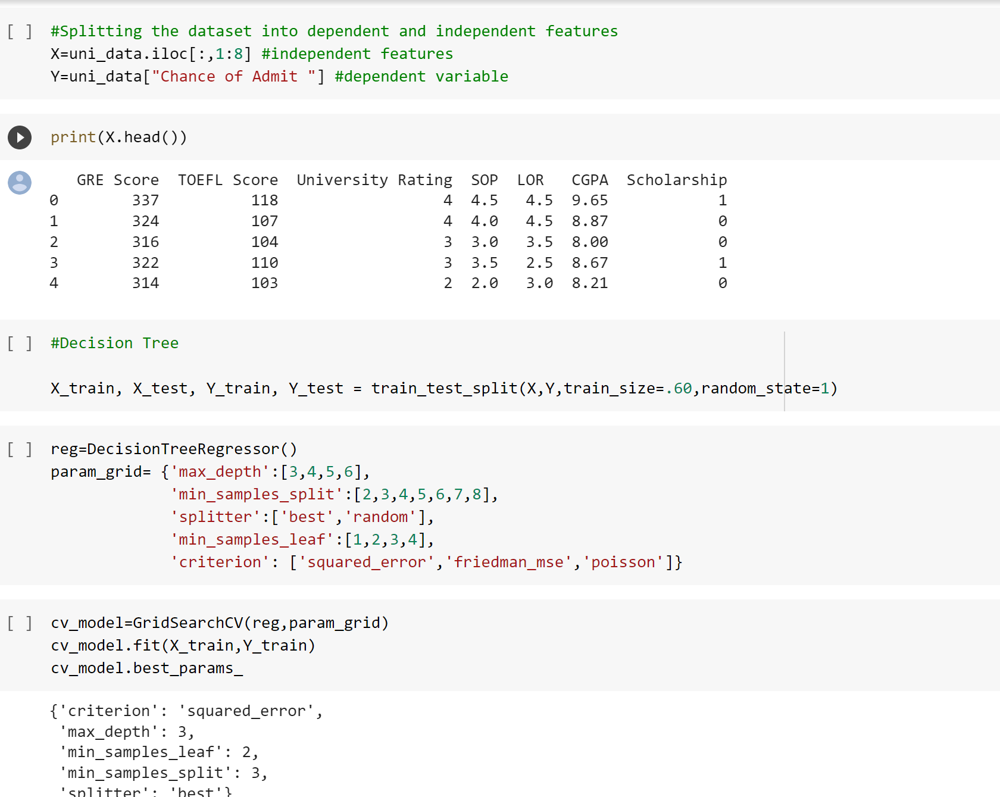 [ ] #Splitting the dataset into dependent and independent features
X=uni_data.iloc[:,1:8] #independent features
Y=uni_data["Chance of Admit "] #dependent variable
print(X.head())
   GRE Score  TOEFL Score  University Rating  SOP  LOR   CGPA  Scholarship
0        337          118                  4  4.5   4.5  9.65            1
1        324          107                  4  4.0   4.5  8.87            0
2        316          104                  3  3.0   3.5  8.00            0
3        322          110                  3  3.5   2.5  8.67            1
4        314          103                  2  2.0   3.0  8.21            0
[ ] #Decision Tree
X_train, X_test, Y_train, Y_test = train_test_split(X,Y,train_size=.60,random_state=1)
[ ] reg=DecisionTreeRegressor()
param_grid= {'max_depth':[3,4,5,6],
'min_samples_split':[2,3,4,5,6,7,8],
'splitter':['best','random'],
'min_samples_leaf':[1,2,3,4],
'criterion': ['squared_error','friedman_mse','poisson']}
[ ] cv_model=GridSearchCV(reg,param_grid)
cv_model.fit(X_train,Y_train)
cv_model.best_params_
{'criterion': 'squared_error',
'max_depth': 3,
'min_samples_leaf': 2,
'min_samples_split': 3,
'splitter': 'best'}